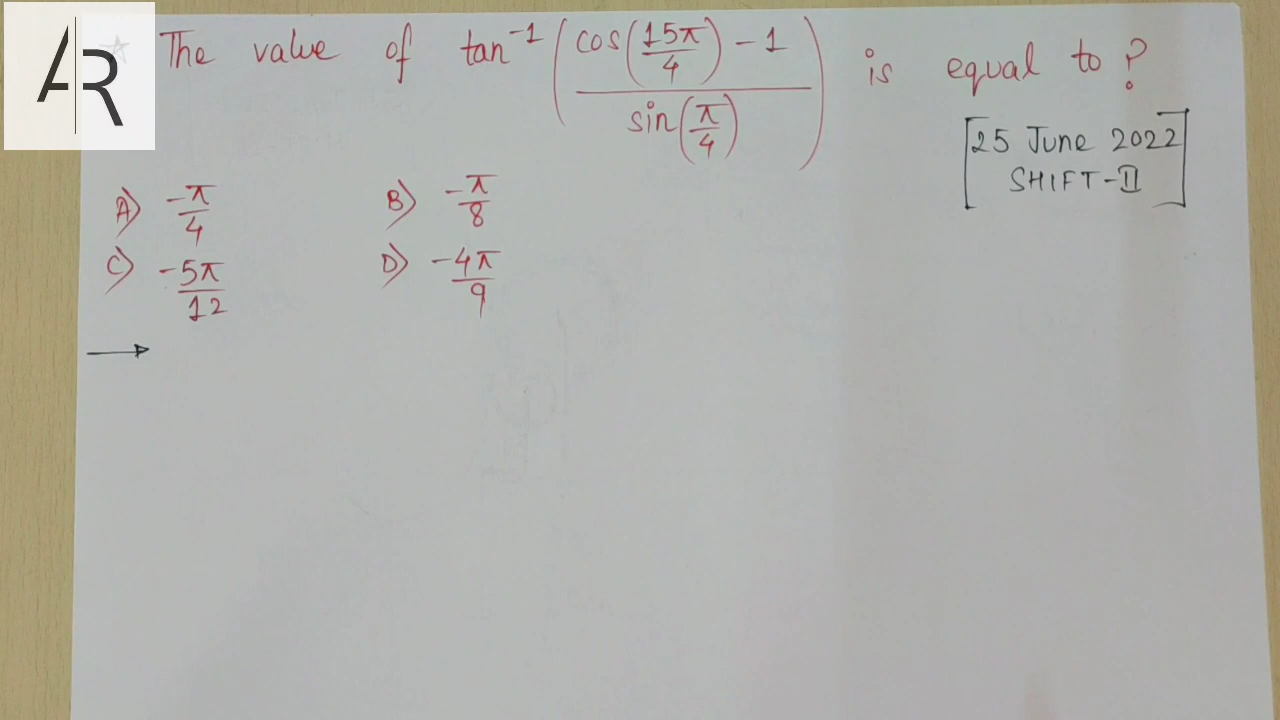 AR
The value of tan⁻¹ ( (cos(15π/4) - 1) / sin(π/4) ) is equal to ?
[25 June 2022
SHIFT-II]
A) -π/4 B) -π/8
C) -5π/12 D) -4π/9